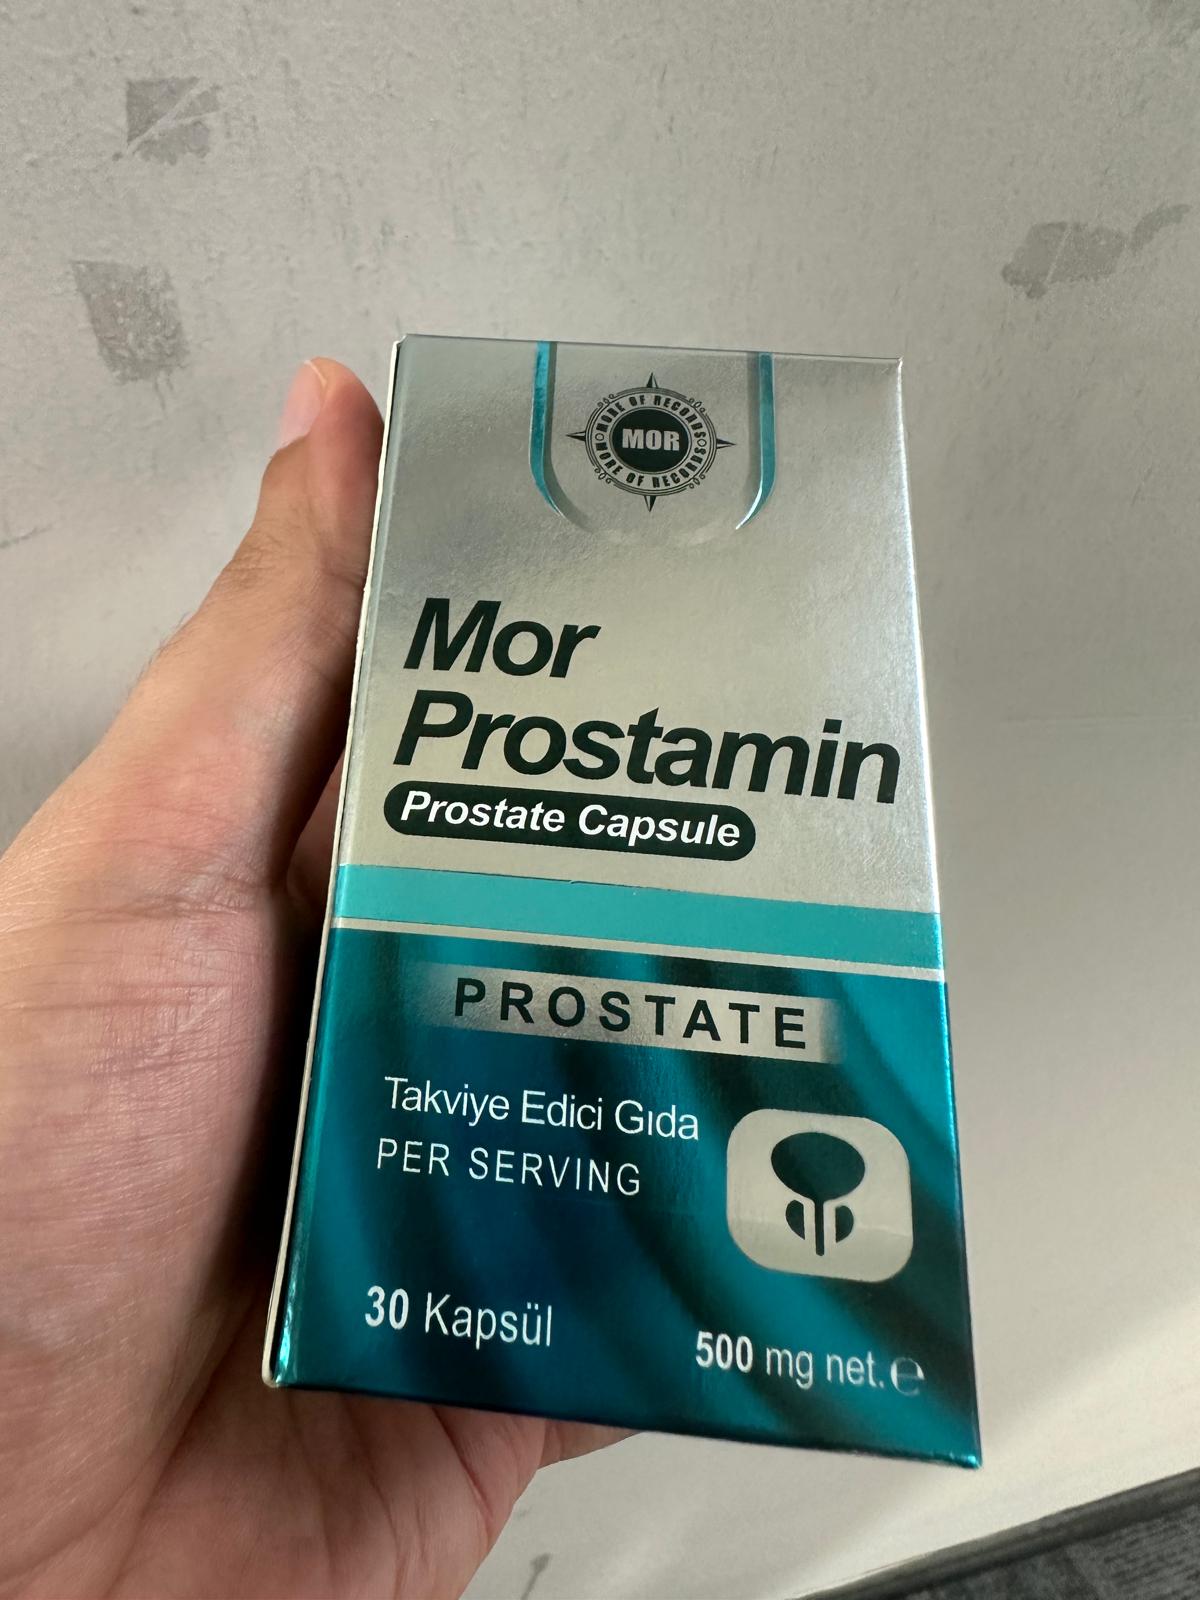 MORE OF RECORDS
MOR
MORE OF RECORDS
Mor
Prostamin
Prostate Capsule
PROSTATE
Takviye Edici Gıda
PER SERVING
30 Kapsül
500 mg net. ℮